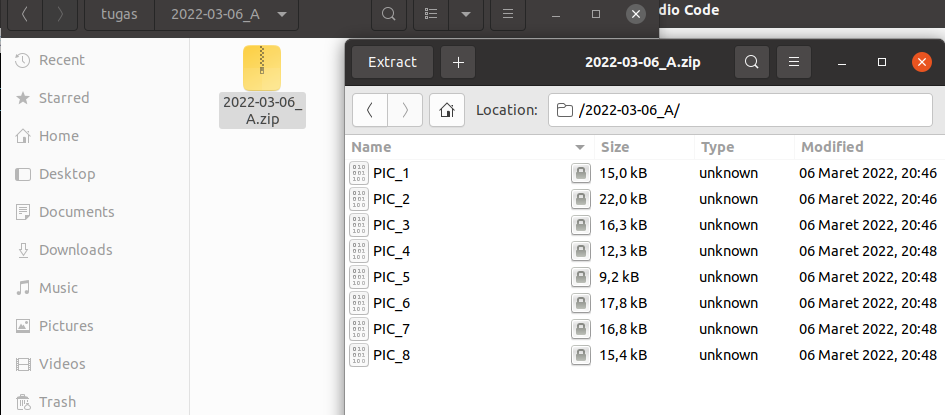 tugas 2022-03-06_A
dio Code
Recent
Starred
Home
Desktop
Documents
Downloads
Music
Pictures
Videos
Trash
2022-03-06_
A.zip
Extract 2022-03-06_A.zip
Location: /2022-03-06_A/
Name Size Type Modified
PIC_1 15,0 kB unknown 06 Maret 2022, 20:46
PIC_2 22,0 kB unknown 06 Maret 2022, 20:46
PIC_3 16,3 kB unknown 06 Maret 2022, 20:46
PIC_4 12,3 kB unknown 06 Maret 2022, 20:48
PIC_5 9,2 kB unknown 06 Maret 2022, 20:48
PIC_6 17,8 kB unknown 06 Maret 2022, 20:48
PIC_7 16,8 kB unknown 06 Maret 2022, 20:48
PIC_8 15,4 kB unknown 06 Maret 2022, 20:48